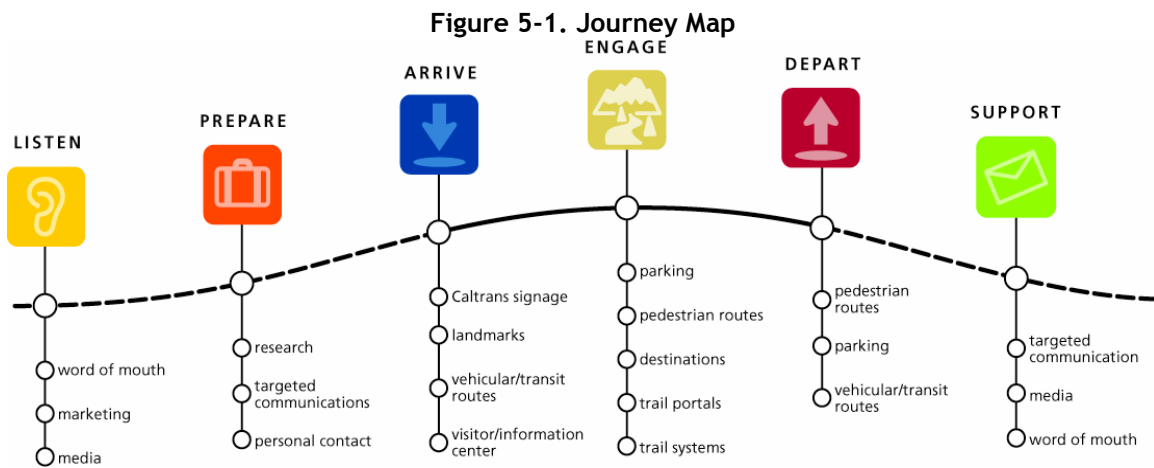 Figure 5-1. Journey Map
LISTEN
word of mouth
marketing
media
PREPARE
research
targeted
communications
personal contact
ARRIVE
Caltrans signage
landmarks
vehicular/transit
routes
visitor/information
center
ENGAGE
parking
pedestrian routes
destinations
trail portals
trail systems
DEPART
pedestrian
routes
parking
vehicular/transit
routes
SUPPORT
targeted
communication
media
word of mouth